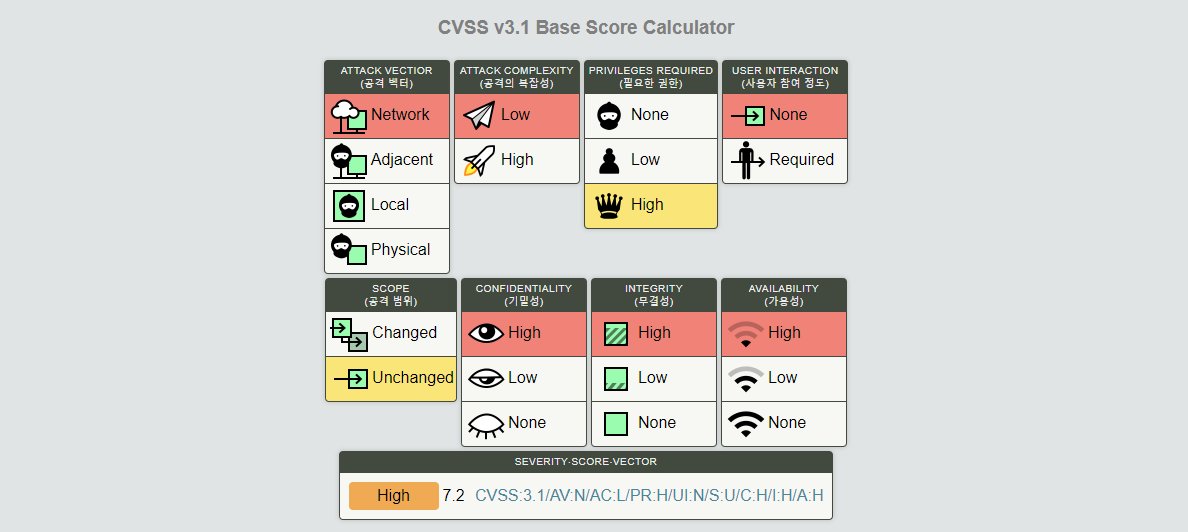 CVSS v3.1 Base Score Calculator
ATTACK VECTIOR
(공격 벡터)
Network
Adjacent
Local
Physical
ATTACK COMPLEXITY
(공격의 복잡성)
Low
High
PRIVILEGES REQUIRED
(필요한 권한)
None
Low
High
USER INTERACTION
(사용자 참여 정도)
None
Required
SCOPE
(공격 범위)
Changed
Unchanged
CONFIDENTIALITY
(기밀성)
High
Low
None
INTEGRITY
(무결성)
High
Low
None
AVAILABILITY
(가용성)
High
Low
None
SEVERITY-SCORE-VECTOR
High 7.2 CVSS:3.1/AV:N/AC:L/PR:H/UI:N/S:U/C:H/I:H/A:H